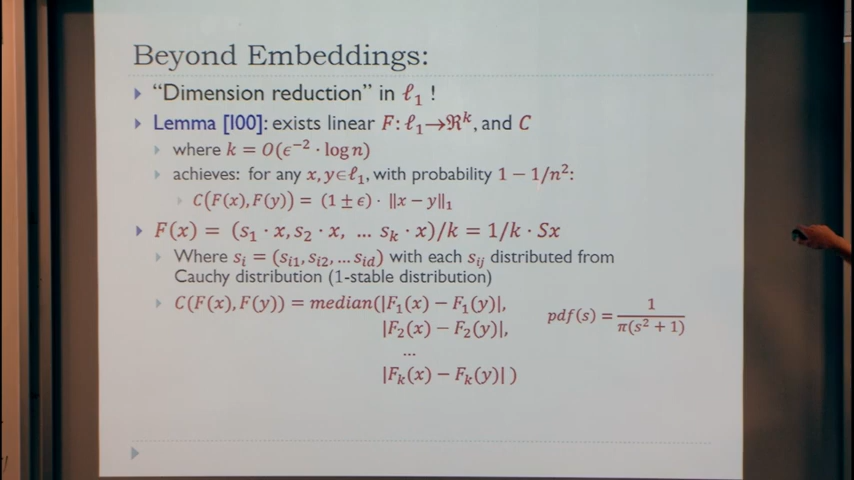 Beyond Embeddings:
"Dimension reduction" in ℓ₁ !
Lemma [I00]: exists linear F: ℓ₁→ℜᵏ, and C
where k = O(ϵ⁻² · log n)
achieves: for any x, y∈ℓ₁, with probability 1 − 1/n²:
C(F(x), F(y)) = (1 ± ϵ) · ‖x − y‖₁
F(x) = (s₁ · x, s₂ · x, ... sₖ · x)/k = 1/k · Sx
Where sᵢ = (sᵢ₁, sᵢ₂, ... s_id) with each s_ij distributed from
Cauchy distribution (1-stable distribution)
C(F(x), F(y)) = median(|F₁(x) − F₁(y)|,
|F₂(x) − F₂(y)|,
...
|Fₖ(x) − Fₖ(y)| )
pdf(s) = 1 / π(s² + 1)